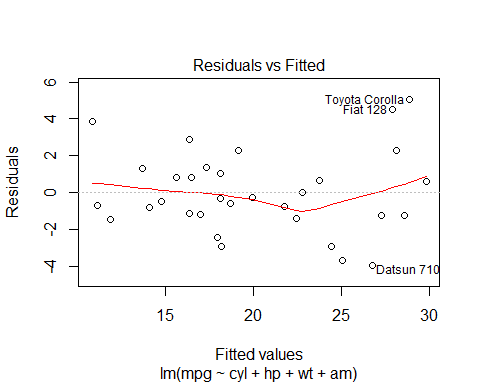 Residuals vs Fitted
Residuals
6
4
2
0
-2
-4
Toyota Corolla
Fiat 128
Datsun 710
15 20 25 30
Fitted values
lm(mpg ~ cyl + hp + wt + am)